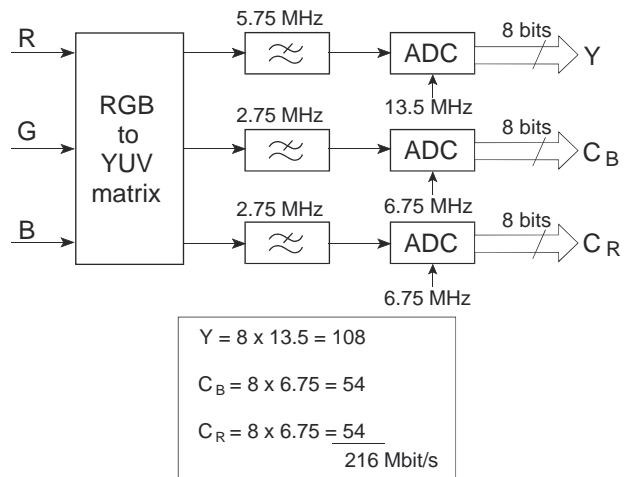 5.75 MHz
8 bits
R
ADC
Y
RGB
to
YUV
matrix
13.5 MHz
G
2.75 MHz
8 bits
ADC
C B
2.75 MHz
6.75 MHz
8 bits
B
ADC
C R
6.75 MHz
Y = 8 x 13.5 = 108
C B = 8 x 6.75 = 54
C R = 8 x 6.75 = 54
216 Mbit/s